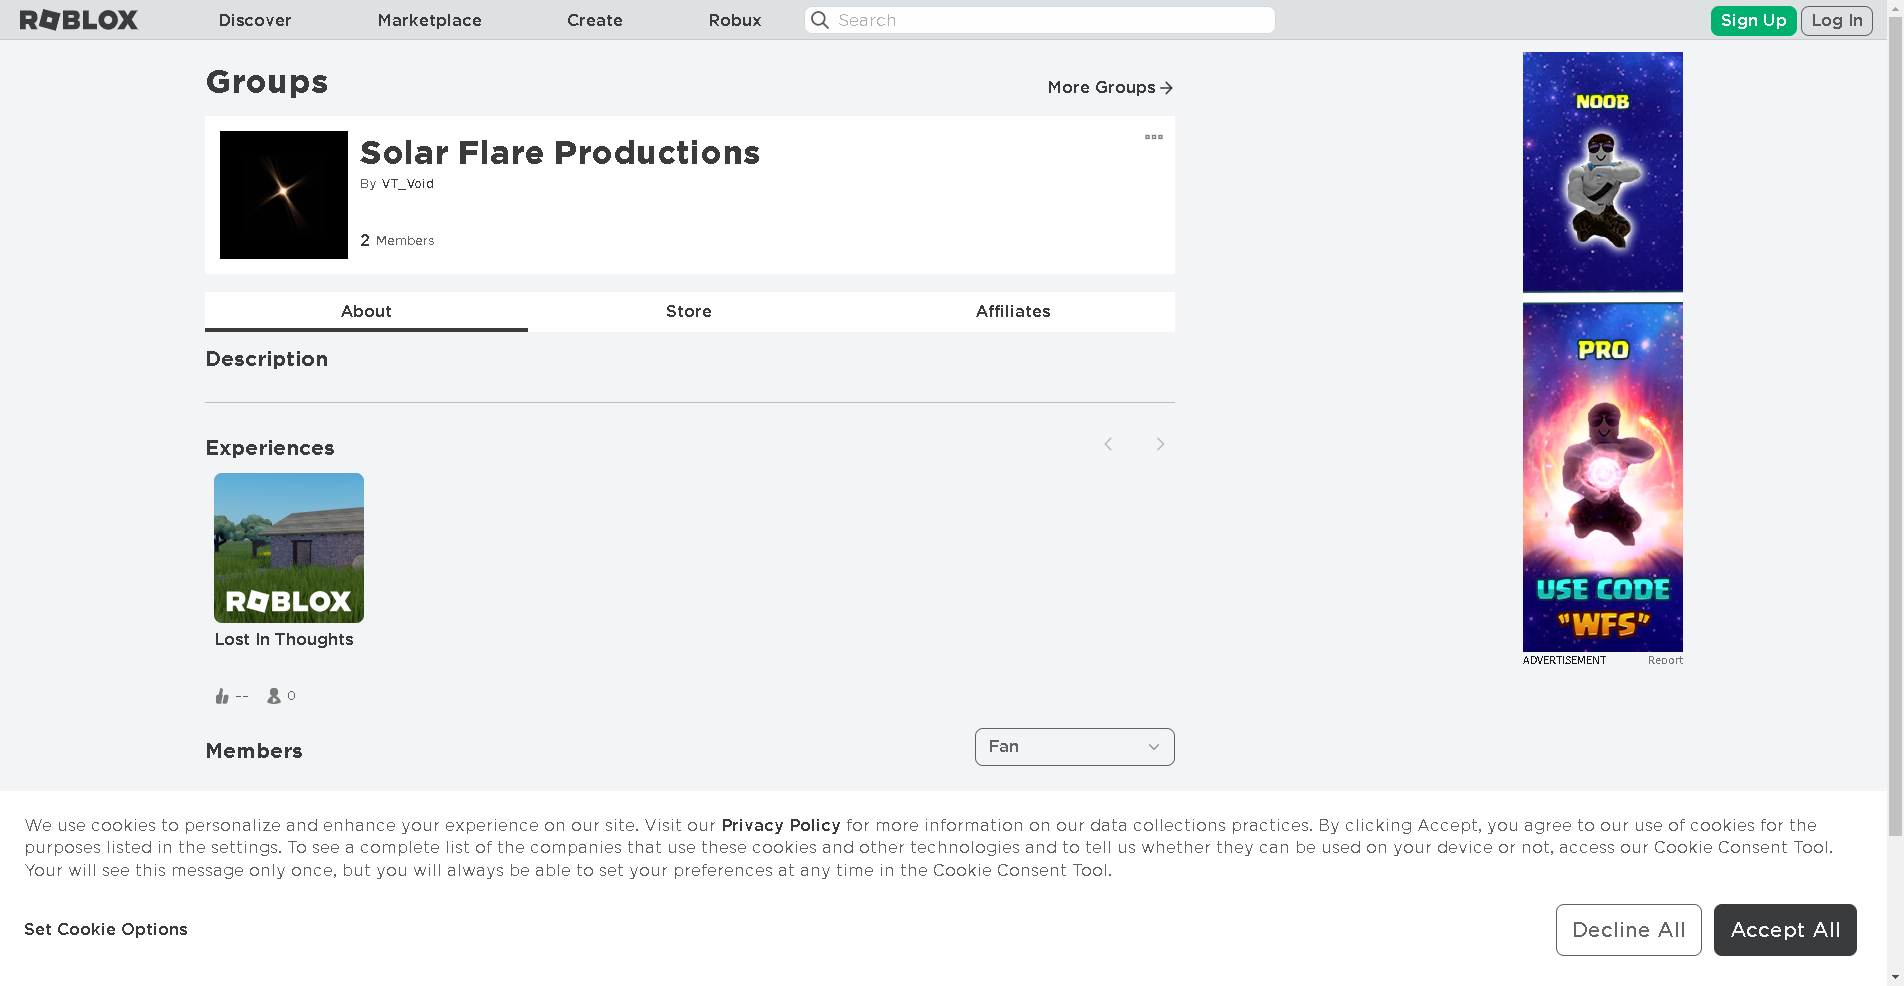 ROBLOX
Discover
Marketplace
Create
Robux
Search
Sign Up
Log In
Groups
More Groups
Solar Flare Productions
By VT_Void
2 Members
About
Store
Affiliates
Description
Experiences
ROBLOX
Lost In Thoughts
--
0
Members
Fan
NOOB
PRO
USE CODE
"WFS"
ADVERTISEMENT
Report
We use cookies to personalize and enhance your experience on our site. Visit our Privacy Policy for more information on our data collections practices. By clicking Accept, you agree to our use of cookies for the
purposes listed in the settings. To see a complete list of the companies that use these cookies and other technologies and to tell us whether they can be used on your device or not, access our Cookie Consent Tool.
Your will see this message only once, but you will always be able to set your preferences at any time in the Cookie Consent Tool.
Set Cookie Options
Decline All
Accept All